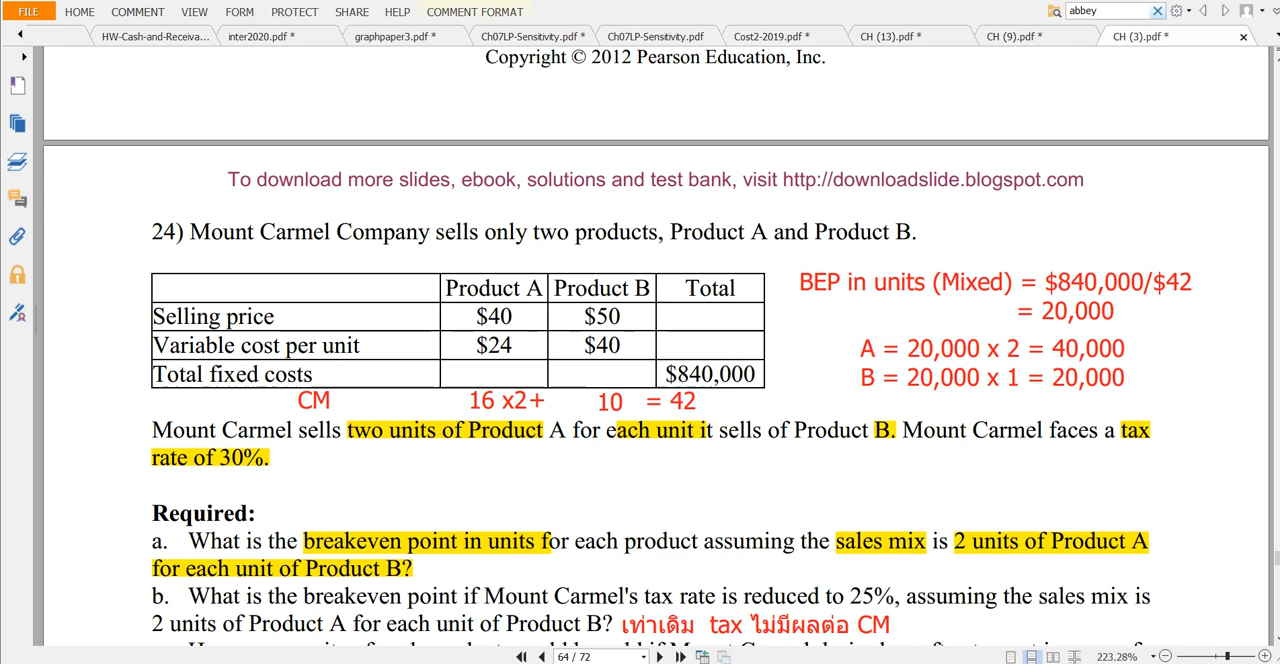 FILE HOME COMMENT VIEW FORM PROTECT SHARE HELP COMMENT FORMAT abbey
HW-Cash-and-Receiva... inter2020.pdf * graphpaper3.pdf * Ch07LP-Sensitivity.pdf * Ch07LP-Sensitivity.pdf Cost2-2019.pdf * CH (13).pdf * CH (9).pdf * CH (3).pdf *
Copyright © 2012 Pearson Education, Inc.
To download more slides, ebook, solutions and test bank, visit http://downloadslide.blogspot.com
24) Mount Carmel Company sells only two products, Product A and Product B.
Product A Product B Total
Selling price $40 $50
Variable cost per unit $24 $40
Total fixed costs $840,000
CM 16 x2+ 10 = 42
BEP in units (Mixed) = $840,000/$42
= 20,000
A = 20,000 x 2 = 40,000
B = 20,000 x 1 = 20,000
Mount Carmel sells two units of Product A for each unit it sells of Product B. Mount Carmel faces a tax
rate of 30%.
Required:
a. What is the breakeven point in units for each product assuming the sales mix is 2 units of Product A
for each unit of Product B?
b. What is the breakeven point if Mount Carmel's tax rate is reduced to 25%, assuming the sales mix is
2 units of Product A for each unit of Product B? เท่าเดิม tax ไม่มีผลต่อ CM
64 / 72 223.28%